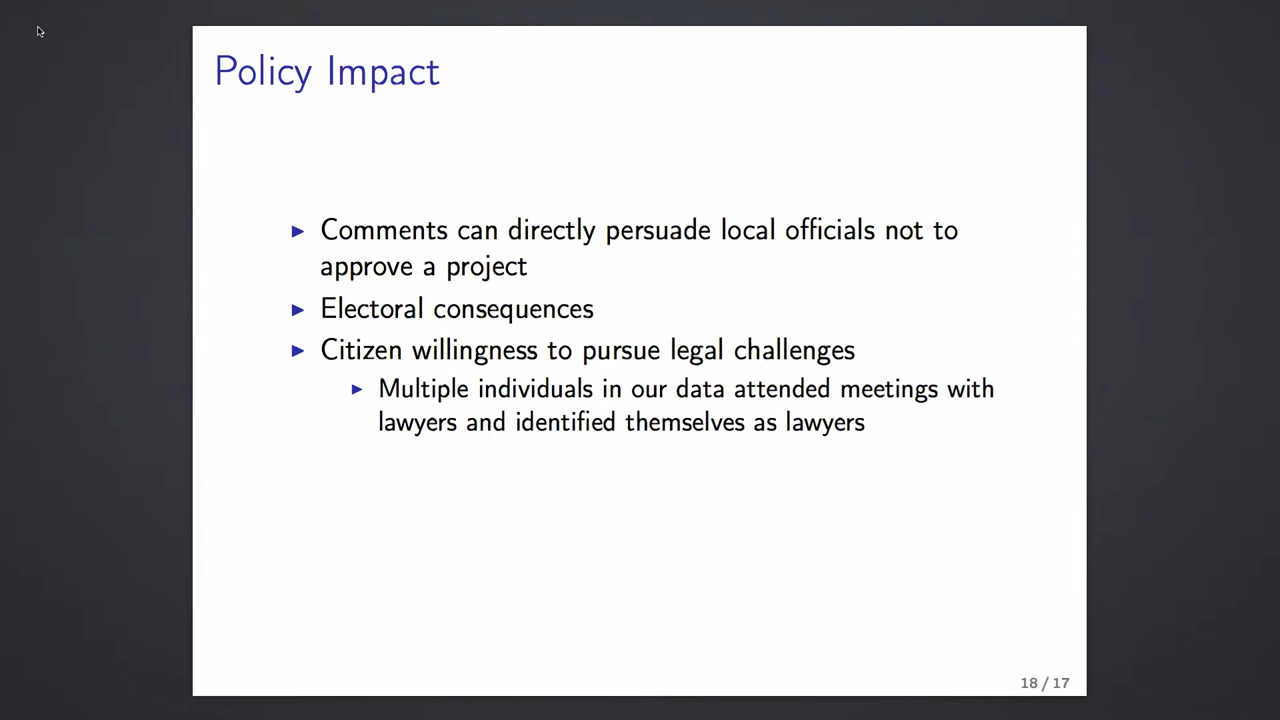 Policy Impact
Comments can directly persuade local officials not to
approve a project
Electoral consequences
Citizen willingness to pursue legal challenges
Multiple individuals in our data attended meetings with
lawyers and identified themselves as lawyers
18 / 17